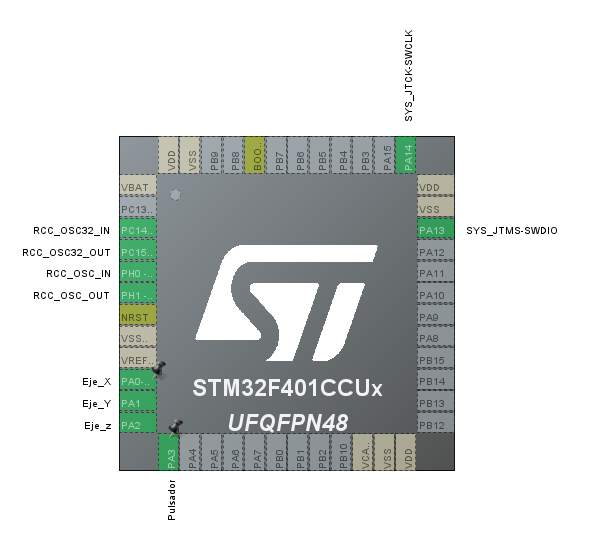 SYS_JTCK-SWCLK
VDD
VSS
PB9
PB8
BOO..
PB7
PB6
PB5
PB4
PB3
PA15
PA14
VBAT
PC13..
RCC_OSC32_IN PC14..
RCC_OSC32_OUT PC15..
RCC_OSC_IN PH0 -..
RCC_OSC_OUT PH1 -..
NRST
VSS..
VREF..
Eje_X PA0-..
Eje_Y PA1
Eje_z PA2
VDD
VSS
PA13 SYS_JTMS-SWDIO
PA12
PA11
PA10
PA9
PA8
PB15
PB14
PB13
PB12
STM32F401CCUx
UFQFPN48
PA3
PA4
PA5
PA6
PA7
PB0
PB1
PB2
PB10
VCA..
VSS
VDD
Pulsador